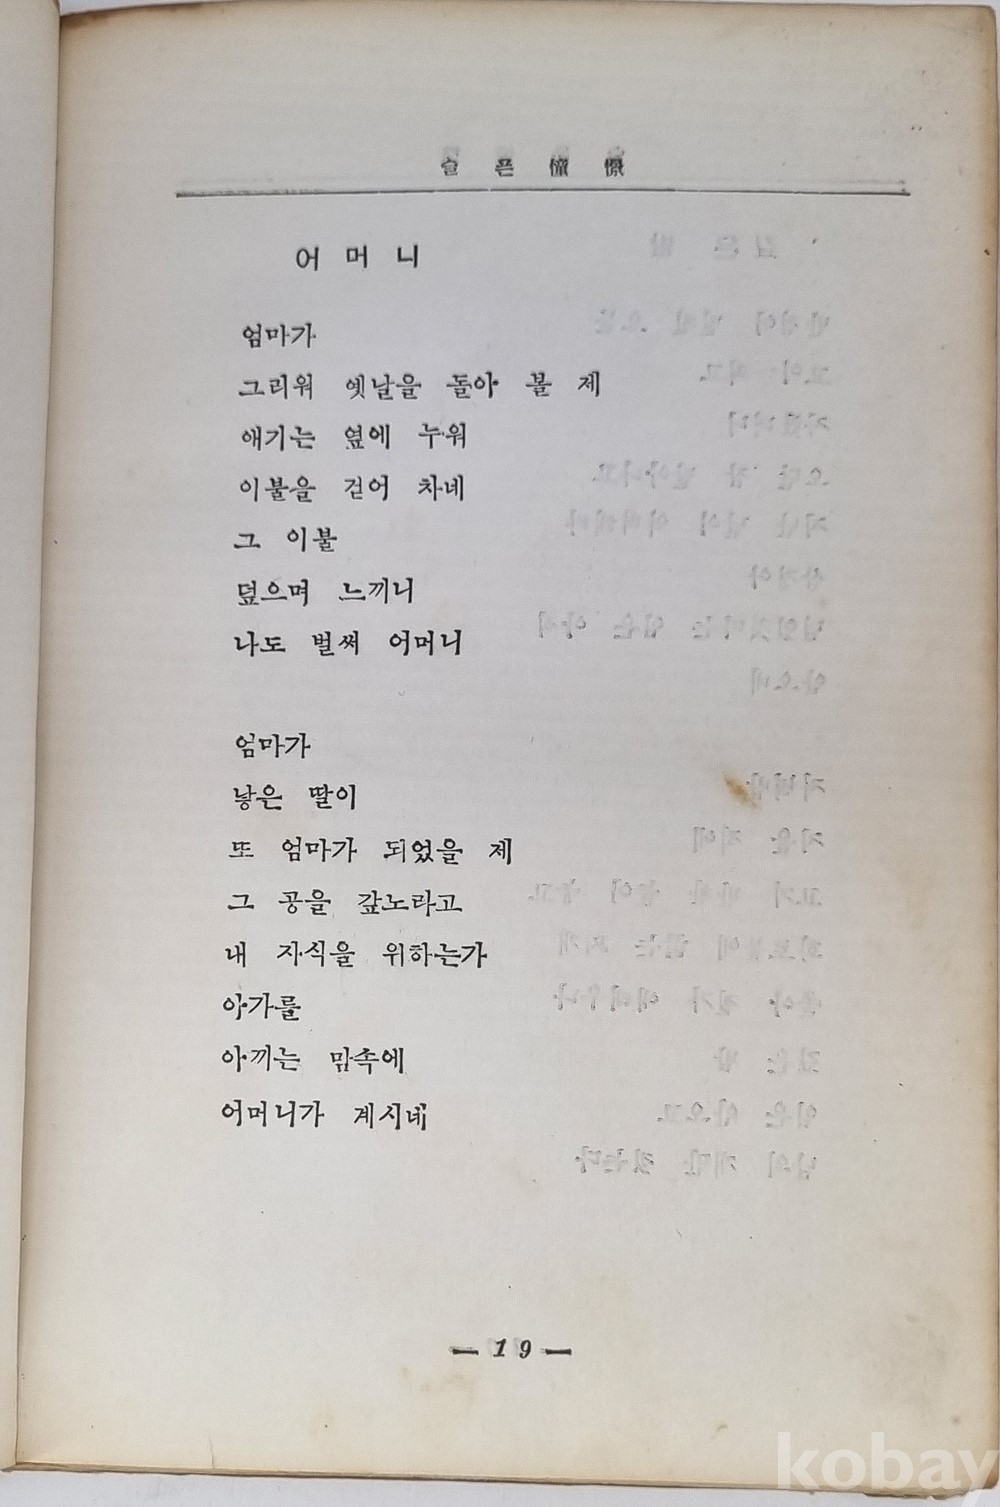 슬픈憧憬
어머니
엄마가
그리워 옛날을 돌아 볼 제
애기는 옆에 누워
이불을 걷어 차네
그 이불
덮으며 느끼니
나도 벌써 어머니
엄마가
낳은 딸이
또 엄마가 되었을 제
그 공을 갚노라고
내 자식을 위하는가
아가를
아끼는 맘속에
어머니가 계시네
— 19 —
kobay